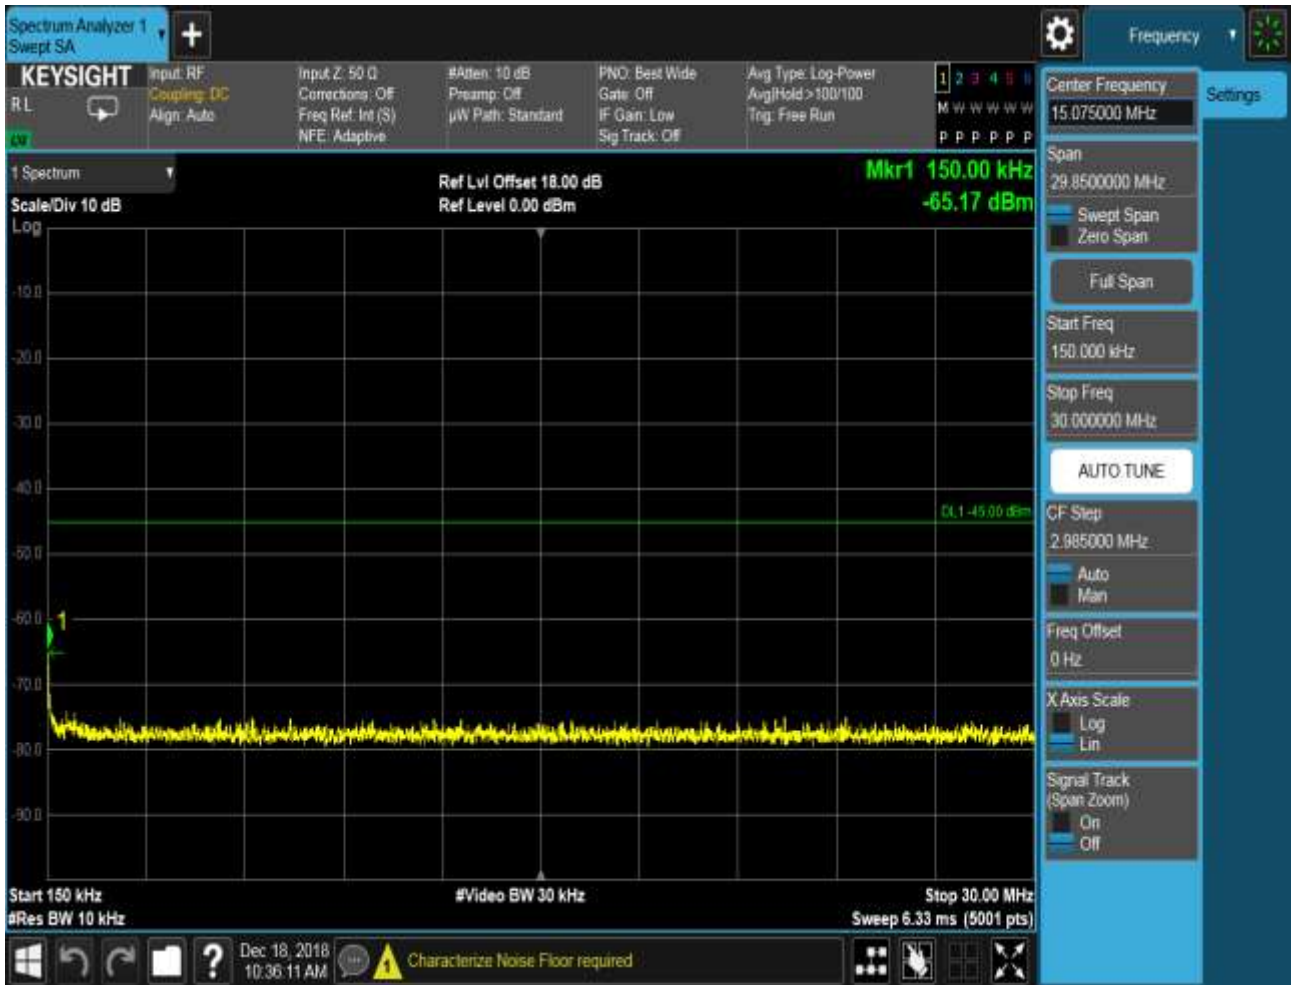 Spectrum Analyzer 1
Swept SA
Frequency
KEYSIGHT
RL
Input: RF
Coupling: DC
Align: Auto
Input Z: 50 Ω
Corrections: Off
Freq Ref: Int (S)
NFE: Adaptive
#Atten: 10 dB
Preamp: Off
µW Path: Standard
PNO: Best Wide
Gate: Off
IF Gain: Low
Sig Track: Off
Avg Type: Log-Power
Avg|Hold:>100/100
Trig: Free Run
1 2 3 4 5 6
M W W W W W
P P P P P P
1 Spectrum
Scale/Div 10 dB
Ref Lvl Offset 18.00 dB
Ref Level 0.00 dBm
Mkr1 150.00 kHz
-65.17 dBm
Log
-10.0
-20.0
-30.0
-40.0
DL1 -45.00 dBm
-50.0
-60.0
1
-70.0
-80.0
-90.0
Start 150 kHz
#Video BW 30 kHz
Stop 30.00 MHz
#Res BW 10 kHz
Sweep 6.33 ms (5001 pts)
Center Frequency
15.075000 MHz
Settings
Span
29.8500000 MHz
Swept Span
Zero Span
Full Span
Start Freq
150.000 kHz
Stop Freq
30.000000 MHz
AUTO TUNE
CF Step
2.985000 MHz
Auto
Man
Freq Offset
0 Hz
X Axis Scale
Log
Lin
Signal Track
(Span Zoom)
On
Off
?
Dec 18, 2018
10:36:11 AM
1
Characterize Noise Floor required